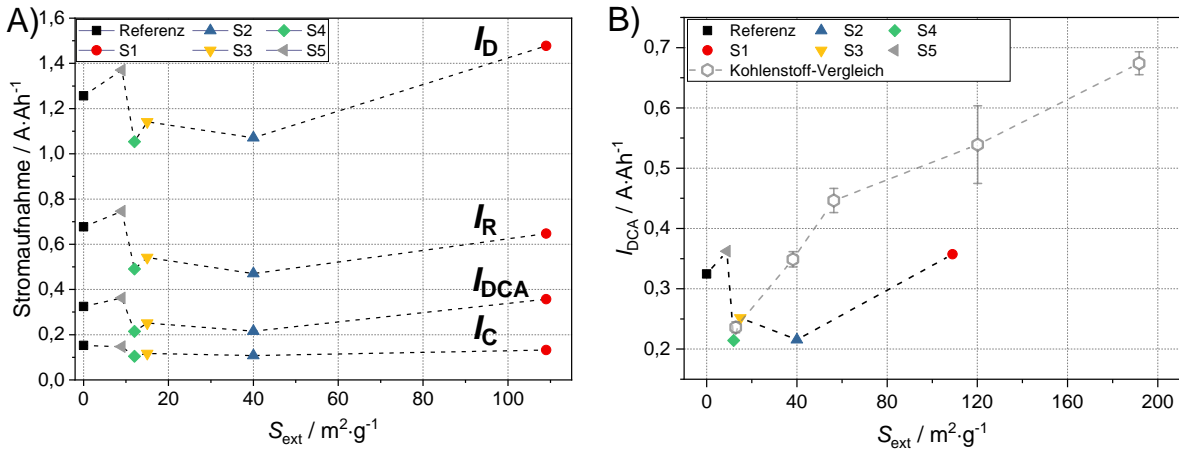 A)
Referenz S2 S4
S1 S3 S5
Stromaufnahme / A·Ah⁻¹
1,6
1,4
1,2
1,0
0,8
0,6
0,4
0,2
0,0
I_D
I_R
I_DCA
I_C
0 20 40 60 80 100
S_ext / m²·g⁻¹
B)
Referenz S2 S4
S1 S3 S5
Kohlenstoff-Vergleich
I_DCA / A·Ah⁻¹
0,7
0,6
0,5
0,4
0,3
0,2
0 40 80 120 160 200
S_ext / m²·g⁻¹